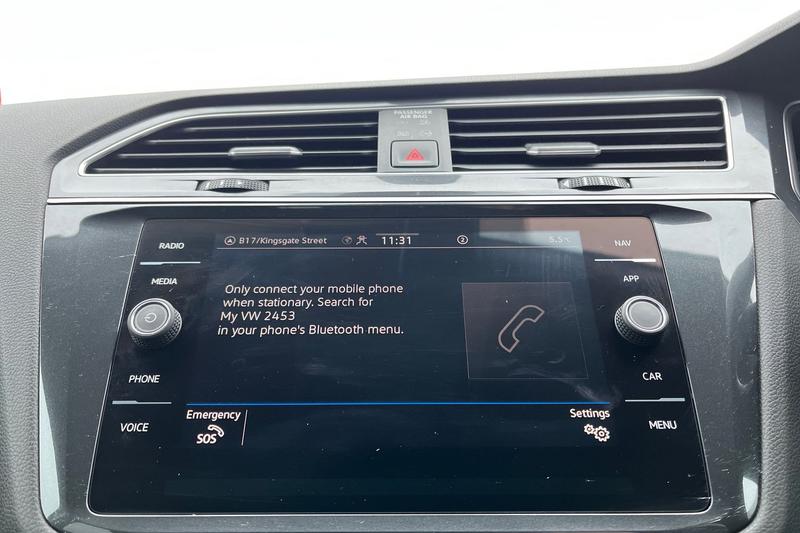 PASSENGER
AIR BAG
RADIO
B17/Kingsgate Street
11:31
2
5.5°C
NAV
MEDIA
APP
Only connect your mobile phone
when stationary. Search for
My VW 2453
in your phone's Bluetooth menu.
PHONE
CAR
Emergency
SOS
Settings
VOICE
MENU